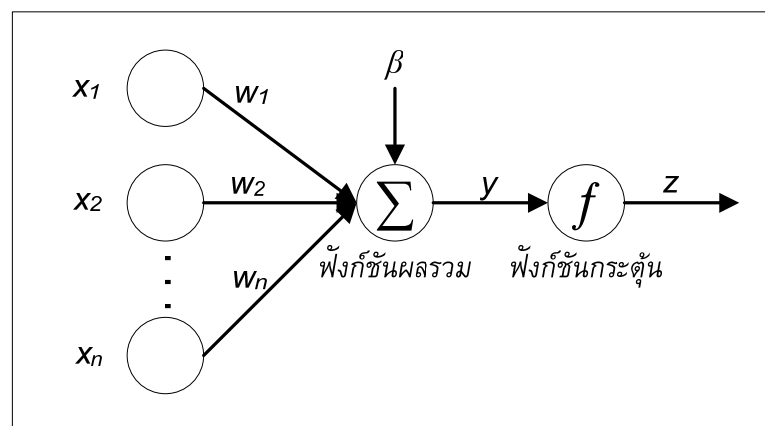 β
x₁ w₁
x₂ w₂ ∑ y f z
ฟังก์ชันผลรวม ฟังก์ชันกระตุ้น
wₙ
xₙ